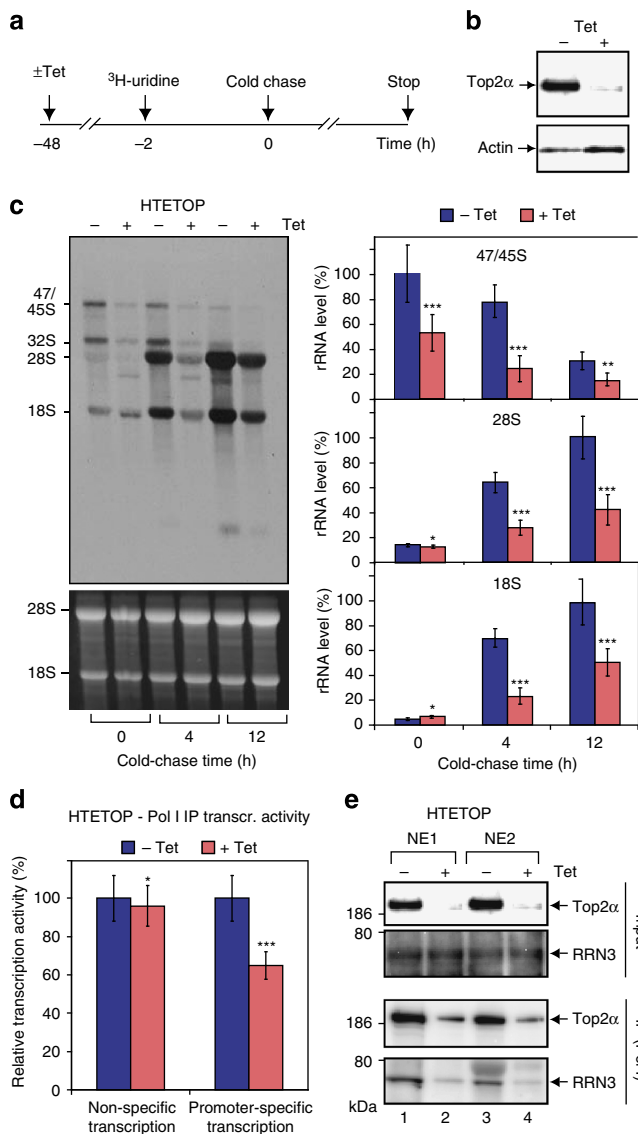 a
±Tet
³H-uridine
Cold chase
Stop
–48
–2
0
Time (h)
b
Tet
– +
Top2α
Actin
c
HTETOP
– + – + – + Tet
47/
45S
32S
28S
18S
28S
18S
0 4 12
Cold-chase time (h)
– Tet + Tet
47/45S
rRNA level (%)
100
80
60
40
20
0
***
***
**
28S
rRNA level (%)
100
80
60
40
20
0
*
***
***
18S
rRNA level (%)
100
80
60
40
20
0
*
***
***
0 4 12
Cold-chase time (h)
d
HTETOP - Pol I IP transcr. activity
– Tet + Tet
Relative transcription activity (%)
100
80
60
40
20
0
*
***
Non-specific
transcription
Promoter-specific
transcription
e
HTETOP
NE1 NE2
– + – + Tet
186
Top2α
80
RRN3
186
Top2α
80
RRN3
kDa
1 2 3 4